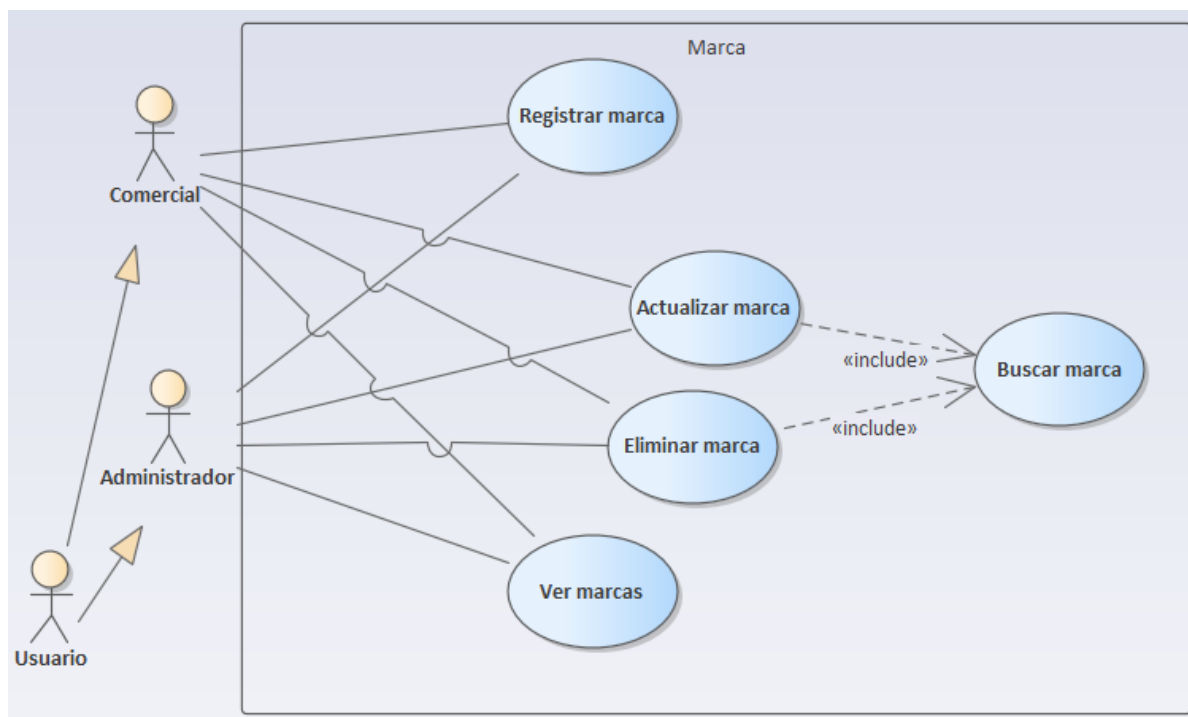 Marca
Registrar marca
Comercial
Actualizar marca
«include»
Buscar marca
«include»
Eliminar marca
Administrador
Ver marcas
Usuario